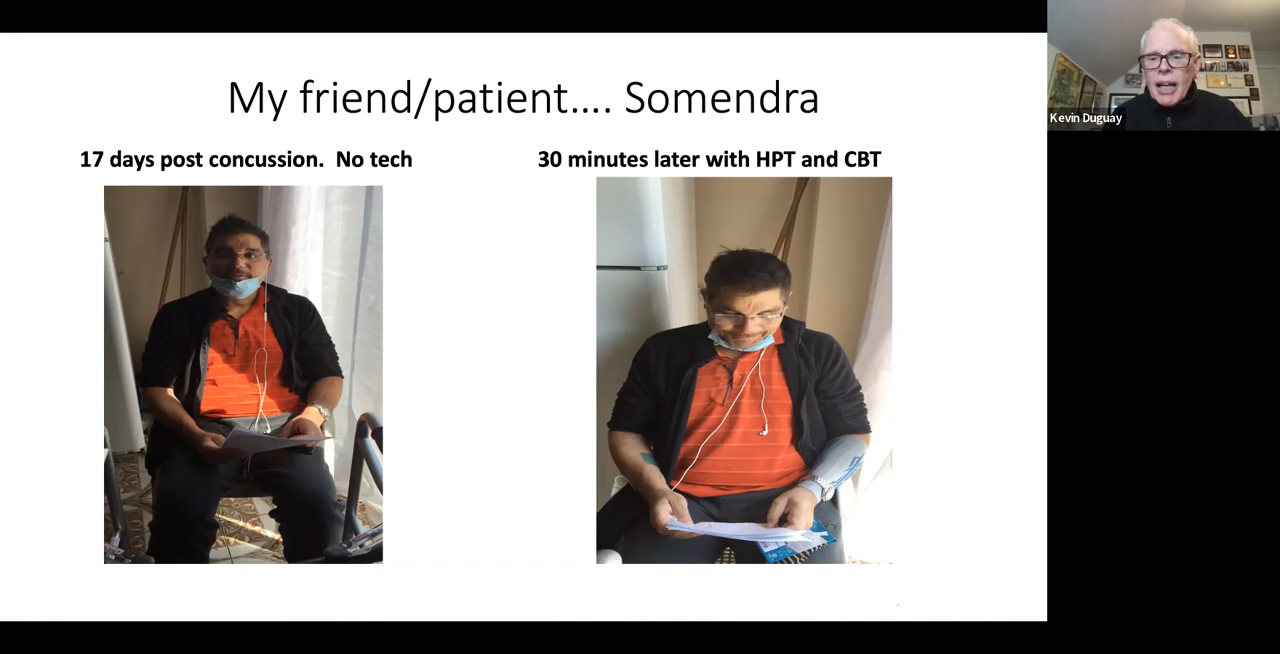 My friend/patient.... Somendra
17 days post concussion.  No tech
30 minutes later with HPT and CBT
Kevin Duguay